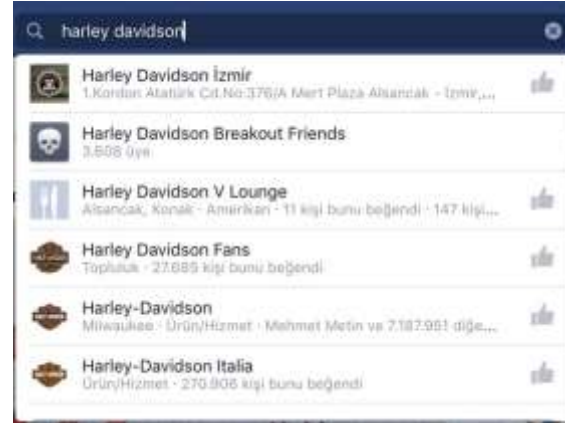 harley davidson
Harley Davidson İzmir
1.Kordon Atatürk Cd.No:376/A Mert Plaza Alsancak - İzmir,...
Harley Davidson Breakout Friends
3.608 üye
Harley Davidson V Lounge
Alsancak, Konak · Amerikan · 11 kişi bunu beğendi · 147 kişi...
Harley Davidson Fans
Topluluk · 27.685 kişi bunu beğendi
Harley-Davidson
Milwaukee · Ürün/Hizmet · Mehmet Metin ve 7.187.951 diğe...
Harley-Davidson Italia
Ürün/Hizmet · 270.906 kişi bunu beğendi